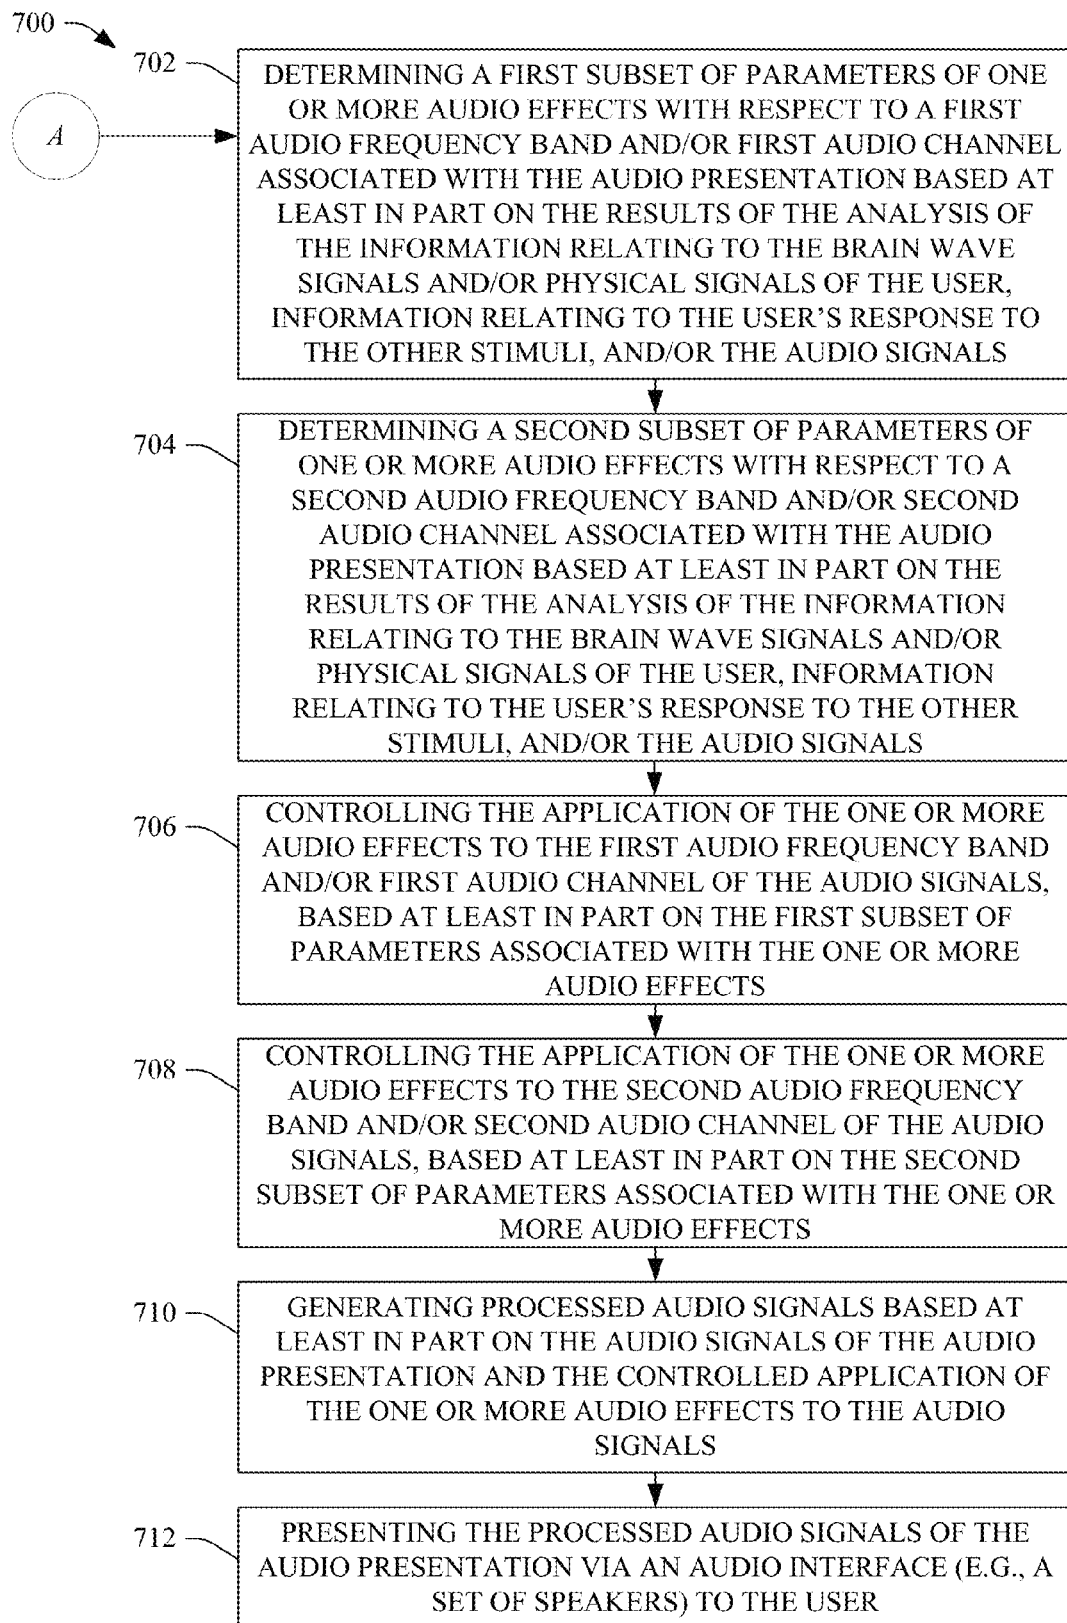 700
702
DETERMINING A FIRST SUBSET OF PARAMETERS OF ONE
OR MORE AUDIO EFFECTS WITH RESPECT TO A FIRST
AUDIO FREQUENCY BAND AND/OR FIRST AUDIO CHANNEL
ASSOCIATED WITH THE AUDIO PRESENTATION BASED AT
LEAST IN PART ON THE RESULTS OF THE ANALYSIS OF
THE INFORMATION RELATING TO THE BRAIN WAVE
SIGNALS AND/OR PHYSICAL SIGNALS OF THE USER,
INFORMATION RELATING TO THE USER'S RESPONSE TO
THE OTHER STIMULI, AND/OR THE AUDIO SIGNALS
A
704
DETERMINING A SECOND SUBSET OF PARAMETERS OF
ONE OR MORE AUDIO EFFECTS WITH RESPECT TO A
SECOND AUDIO FREQUENCY BAND AND/OR SECOND
AUDIO CHANNEL ASSOCIATED WITH THE AUDIO
PRESENTATION BASED AT LEAST IN PART ON THE
RESULTS OF THE ANALYSIS OF THE INFORMATION
RELATING TO THE BRAIN WAVE SIGNALS AND/OR
PHYSICAL SIGNALS OF THE USER, INFORMATION
RELATING TO THE USER'S RESPONSE TO THE OTHER
STIMULI, AND/OR THE AUDIO SIGNALS
706
CONTROLLING THE APPLICATION OF THE ONE OR MORE
AUDIO EFFECTS TO THE FIRST AUDIO FREQUENCY BAND
AND/OR FIRST AUDIO CHANNEL OF THE AUDIO SIGNALS,
BASED AT LEAST IN PART ON THE FIRST SUBSET OF
PARAMETERS ASSOCIATED WITH THE ONE OR MORE
AUDIO EFFECTS
708
CONTROLLING THE APPLICATION OF THE ONE OR MORE
AUDIO EFFECTS TO THE SECOND AUDIO FREQUENCY
BAND AND/OR SECOND AUDIO CHANNEL OF THE AUDIO
SIGNALS, BASED AT LEAST IN PART ON THE SECOND
SUBSET OF PARAMETERS ASSOCIATED WITH THE ONE OR
MORE AUDIO EFFECTS
710
GENERATING PROCESSED AUDIO SIGNALS BASED AT
LEAST IN PART ON THE AUDIO SIGNALS OF THE AUDIO
PRESENTATION AND THE CONTROLLED APPLICATION OF
THE ONE OR MORE AUDIO EFFECTS TO THE AUDIO
SIGNALS
712
PRESENTING THE PROCESSED AUDIO SIGNALS OF THE
AUDIO PRESENTATION VIA AN AUDIO INTERFACE (E.G., A
SET OF SPEAKERS) TO THE USER